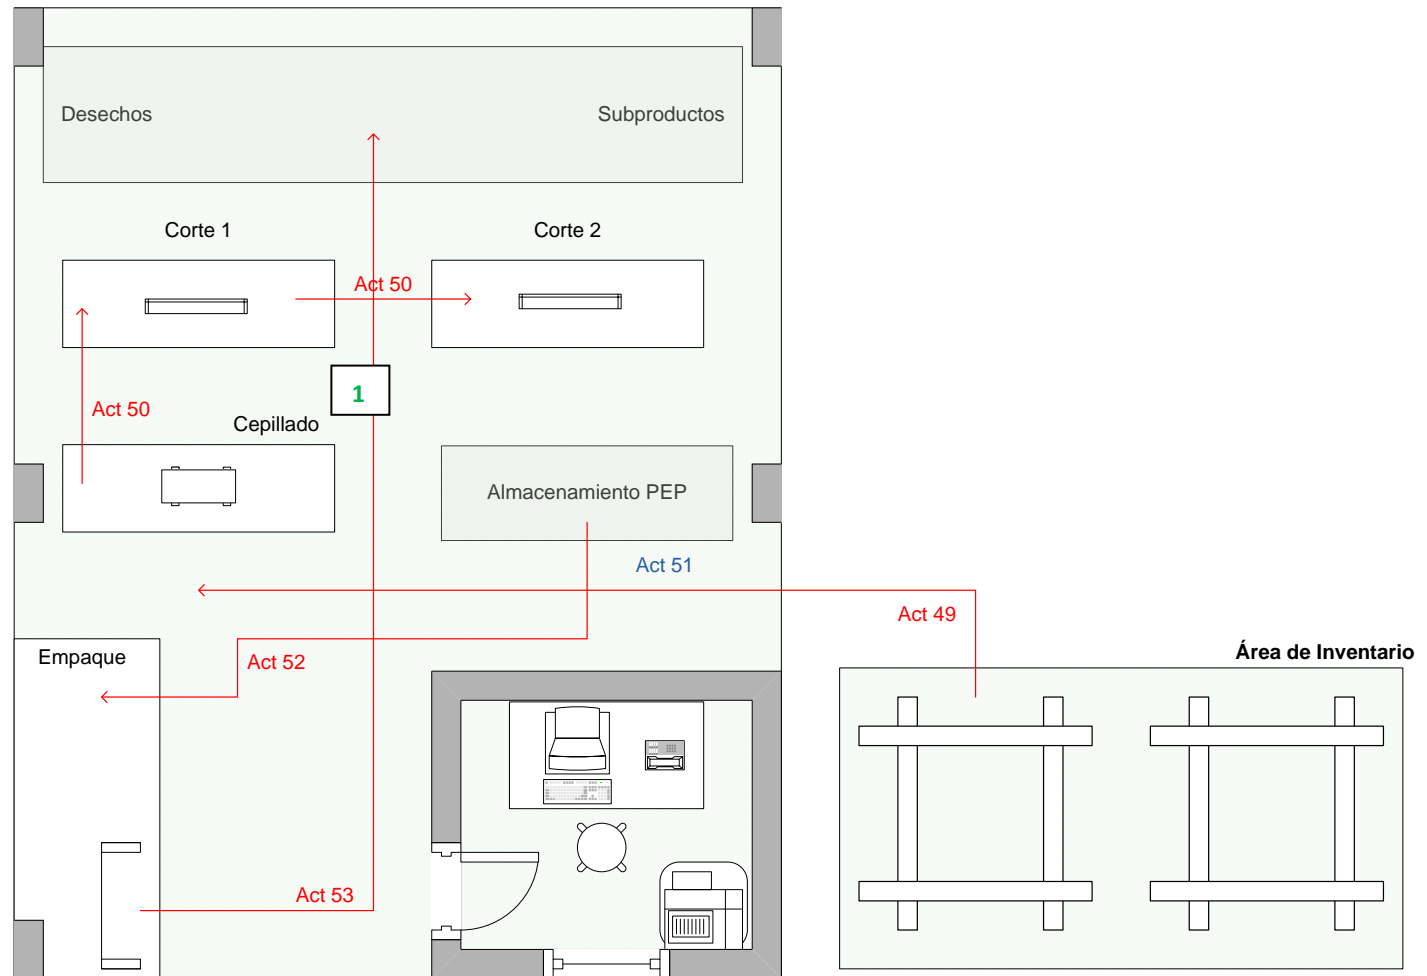 Desechos
Subproductos
Corte 1
Corte 2
Act 50
1
Act 50
Cepillado
Almacenamiento PEP
Act 51
Act 49
Empaque
Act 52
Área de Inventario
Act 53